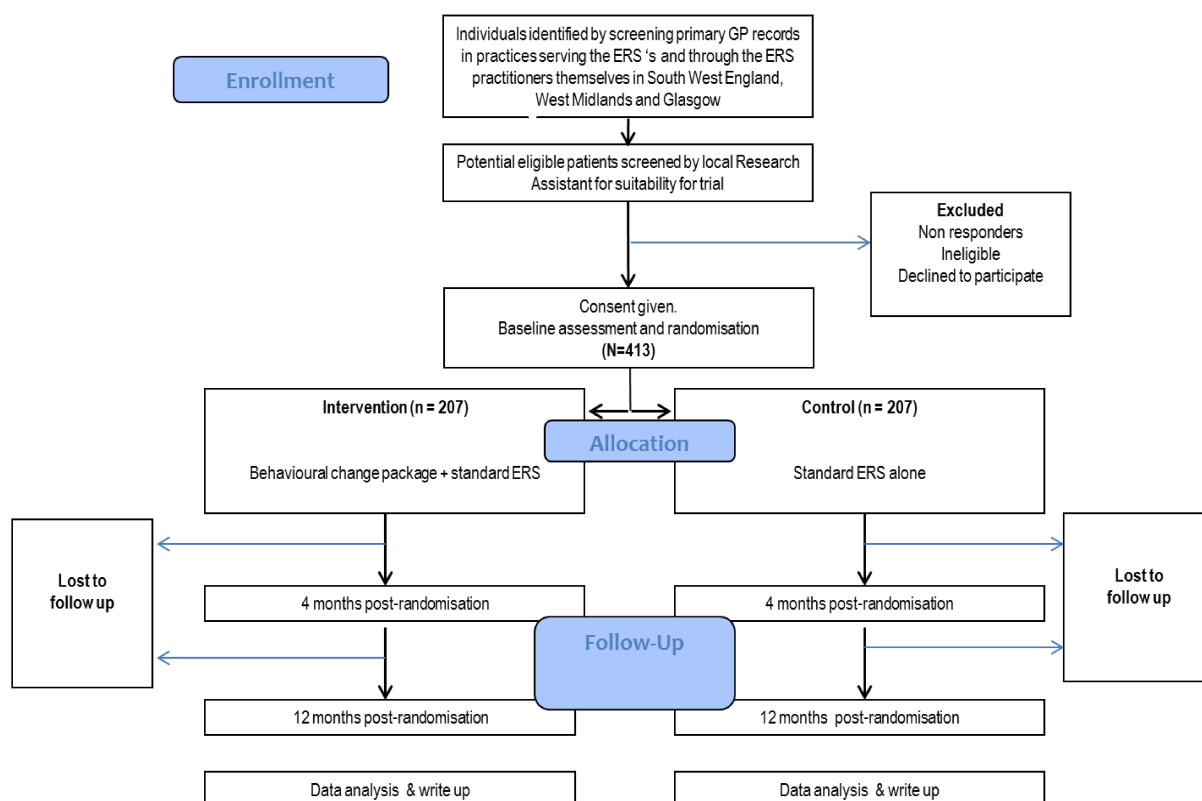 Individuals identified by screening primary GP records
in practices serving the ERS ‘s and through the ERS
practitioners themselves in South West England,
West Midlands and Glasgow
Enrollment
Potential eligible patients screened by local Research
Assistant for suitability for trial
Excluded
Non responders
Ineligible
Declined to participate
Consent given.
Baseline assessment and randomisation
(N=413)
Intervention (n = 207)
Control (n = 207)
Allocation
Behavioural change package + standard ERS
Standard ERS alone
Lost to
follow up
Lost to
follow up
4 months post-randomisation
4 months post-randomisation
Follow-Up
12 months post-randomisation
12 months post-randomisation
Data analysis & write up
Data analysis & write up